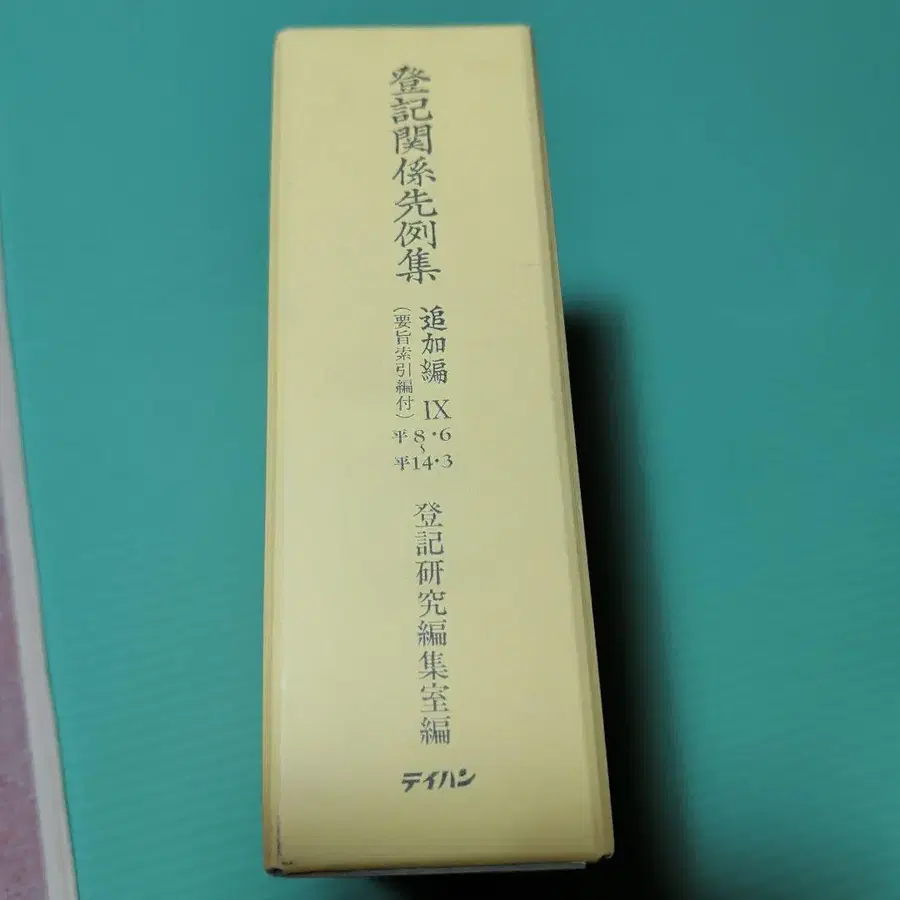 登記関係先例集
追加編 IX
(要旨索引編付)
平8・6
〜
平14・3
登記研究編集室編
テイハン